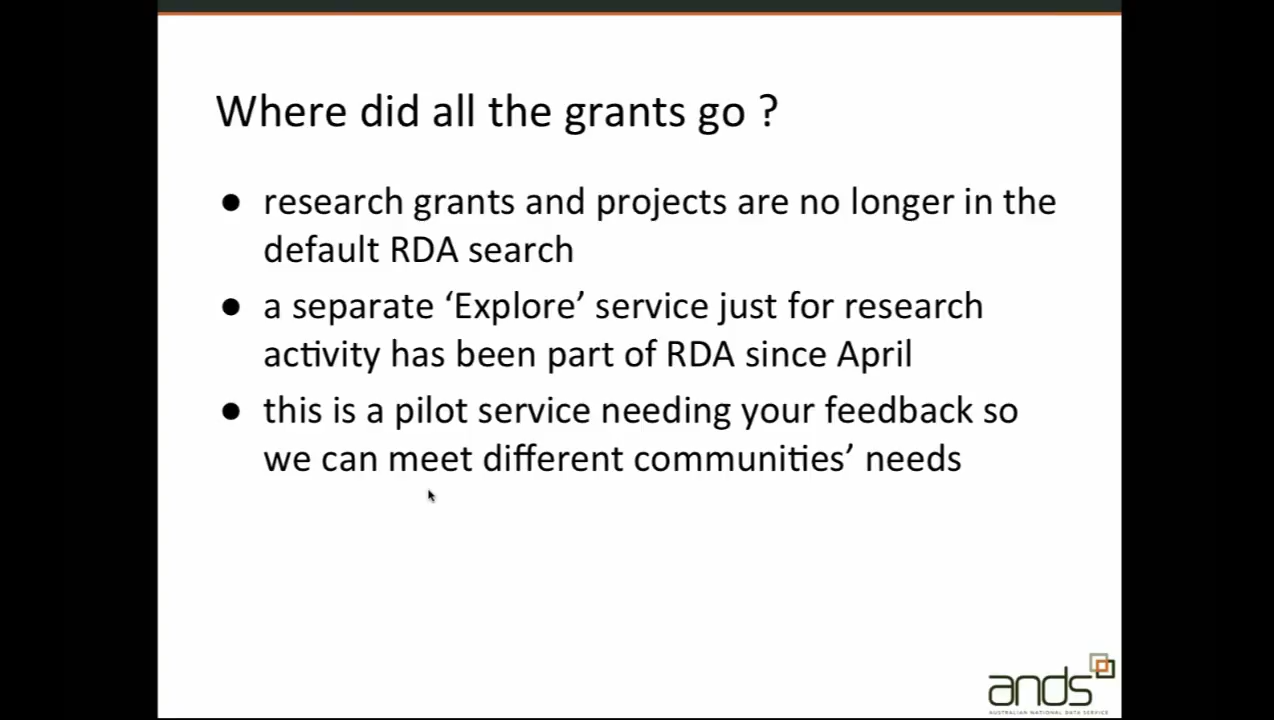 Where did all the grants go ?
● research grants and projects are no longer in the
default RDA search
● a separate ‘Explore’ service just for research
activity has been part of RDA since April
● this is a pilot service needing your feedback so
we can meet different communities’ needs
ands
AUSTRALIAN NATIONAL DATA SERVICE